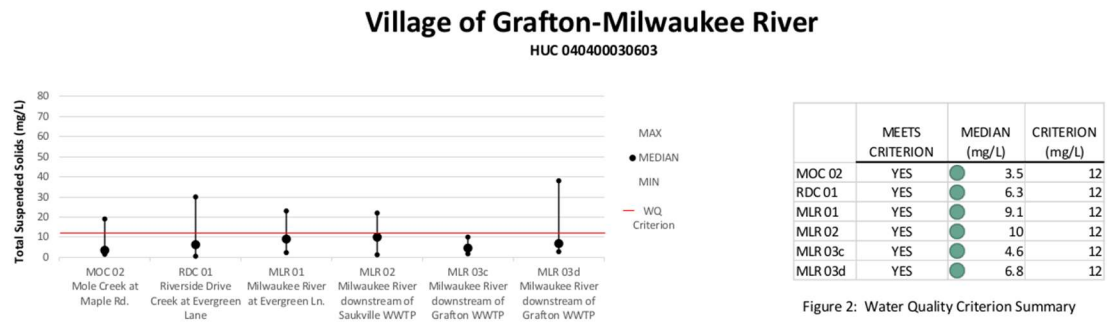 Village of Grafton-Milwaukee River
HUC 040400030603
Total Suspended Solids (mg/L)
80
70
60
50
40
30
20
10
0
MOC 02
Mole Creek at
Maple Rd.
RDC 01
Riverside Drive
Creek at Evergreen
Lane
MLR 01
Milwaukee River
at Evergreen Ln.
MLR 02
Milwaukee River
downstream of
Saukville WWTP
MLR 03c
Milwaukee River
downstream of
Grafton WWTP
MLR 03d
Milwaukee River
downstream of
Grafton WWTP
MAX
MEDIAN
MIN
WQ
Criterion
MEETS CRITERION MEDIAN (mg/L) CRITERION (mg/L)
MOC 02 YES 3.5 12
RDC 01 YES 6.3 12
MLR 01 YES 9.1 12
MLR 02 YES 10 12
MLR 03c YES 4.6 12
MLR 03d YES 6.8 12
Figure 2: Water Quality Criterion Summary